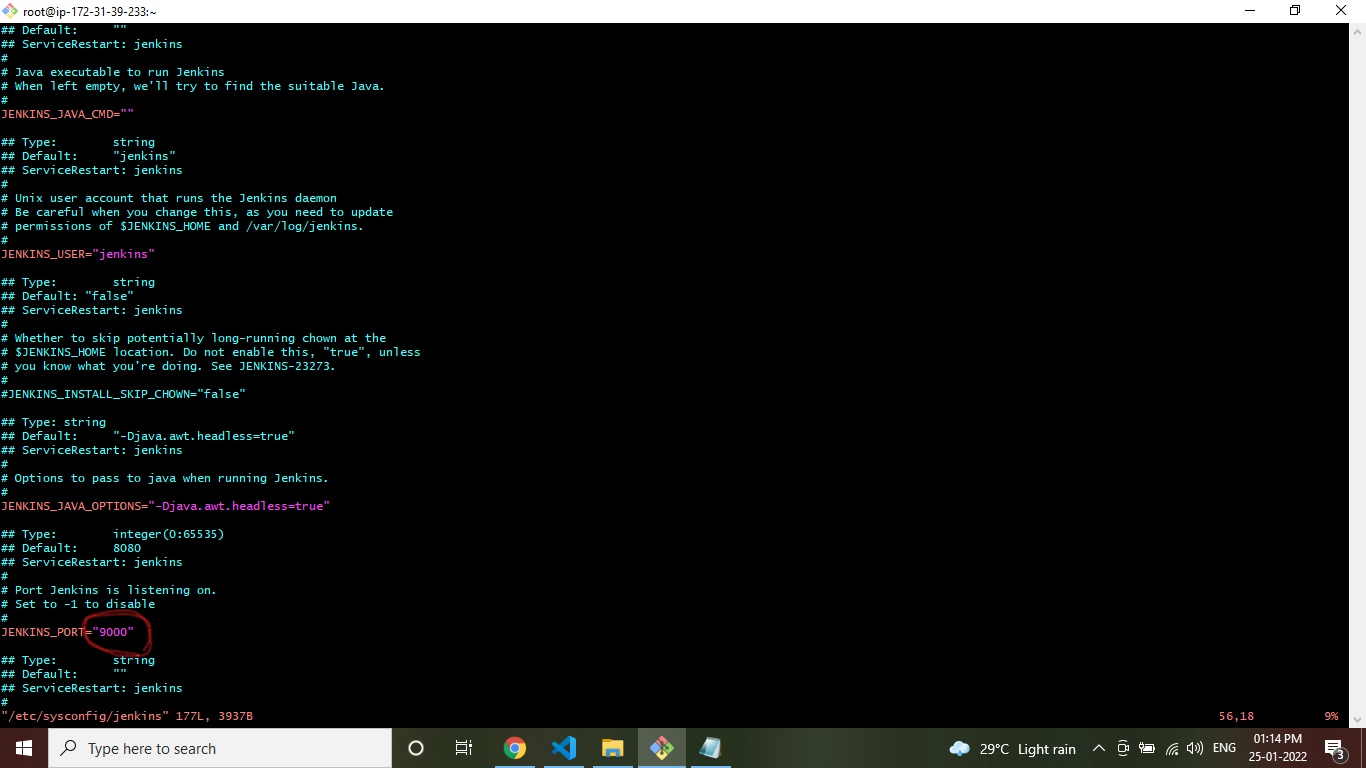 root@ip-172-31-39-233:~
## Default:     ""
## ServiceRestart: jenkins
#
# Java executable to run Jenkins
# When left empty, we'll try to find the suitable Java.
#
JENKINS_JAVA_CMD=""
## Type:        string
## Default:     "jenkins"
## ServiceRestart: jenkins
#
# Unix user account that runs the Jenkins daemon
# Be careful when you change this, as you need to update
# permissions of $JENKINS_HOME and /var/log/jenkins.
#
JENKINS_USER="jenkins"
## Type:        string
## Default: "false"
## ServiceRestart: jenkins
#
# Whether to skip potentially long-running chown at the
# $JENKINS_HOME location. Do not enable this, "true", unless
# you know what you're doing. See JENKINS-23273.
#
#JENKINS_INSTALL_SKIP_CHOWN="false"
## Type: string
## Default:     "-Djava.awt.headless=true"
## ServiceRestart: jenkins
#
# Options to pass to java when running Jenkins.
#
JENKINS_JAVA_OPTIONS="-Djava.awt.headless=true"
## Type:        integer(0:65535)
## Default:     8080
## ServiceRestart: jenkins
#
# Port Jenkins is listening on.
# Set to -1 to disable
#
JENKINS_PORT="9000"
## Type:        string
## Default:     ""
## ServiceRestart: jenkins
#
"/etc/sysconfig/jenkins" 177L, 3937B 56,18 9%
Type here to search 29°C Light rain ENG 01:14 PM
25-01-2022 3